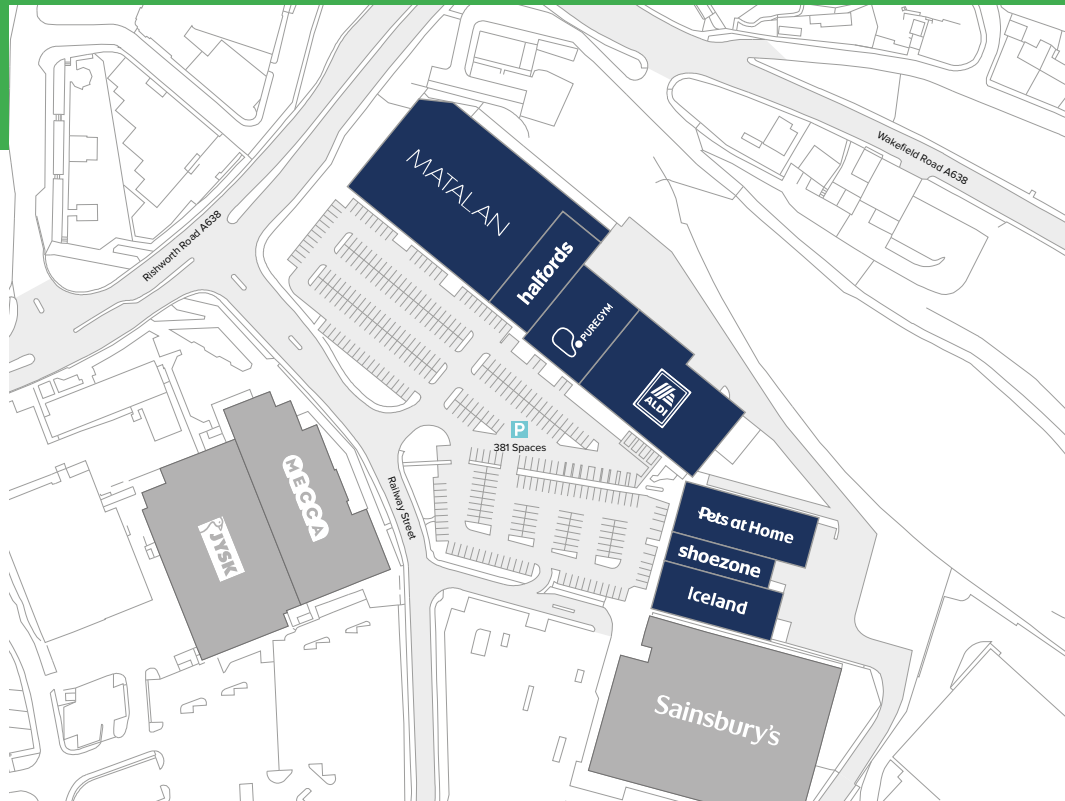 Wakefield Road A638
MATALAN
Rishworth Road A638
halfords
PUREGYM
ALDI
P
381 Spaces
MECCA
Railway Street
JYSK
Pets at Home
shoezone
Iceland
Sainsbury's